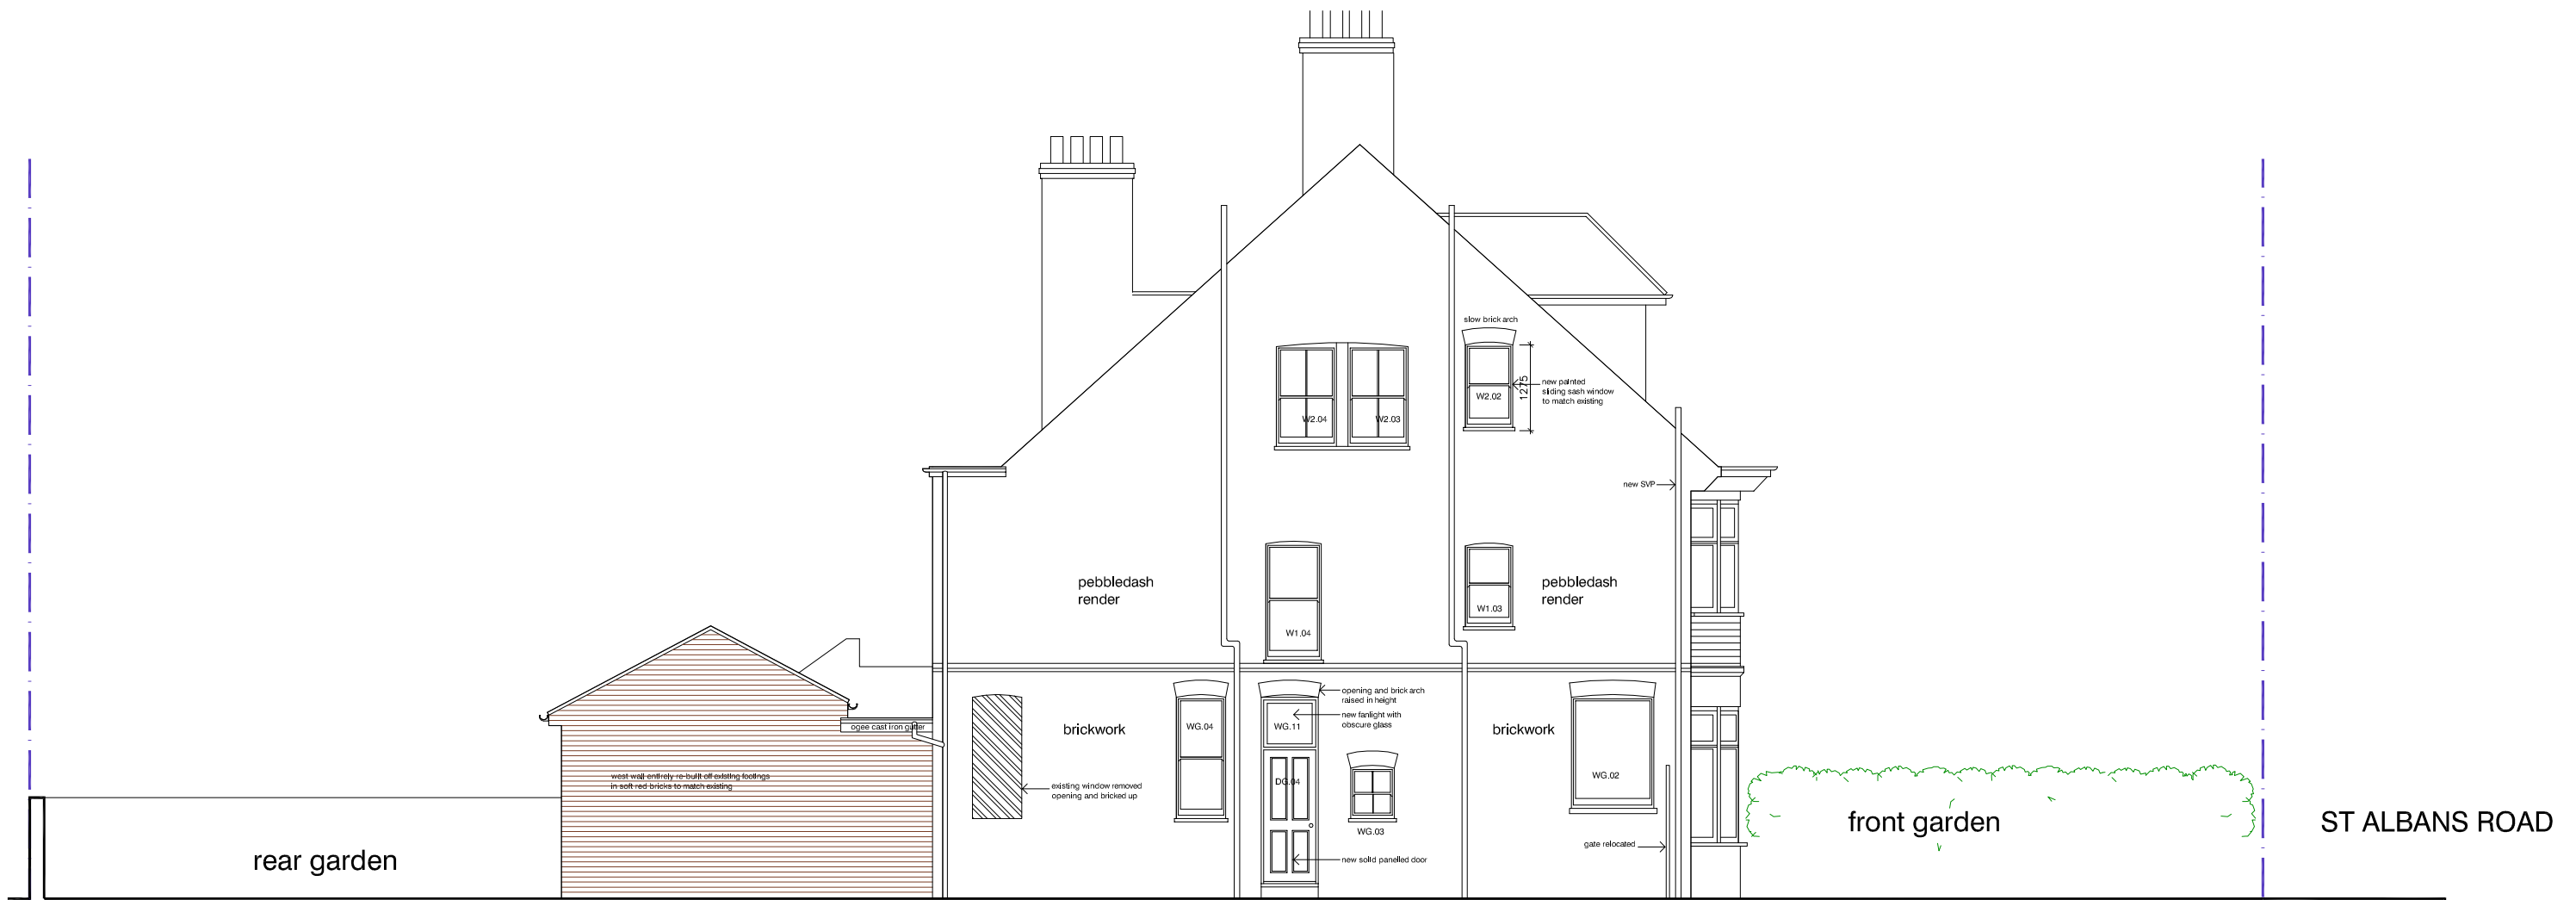 slow brick arch
1275
new painted
sliding sash window
to match existing
W2.02
W2.04
W2.03
new SVP
pebbledash
render
pebbledash
render
W1.03
W1.04
opening and brick arch
raised in height
new fanlight with
obscure glass
ogee cast iron gutter
brickwork
WG.04
WG.11
brickwork
west wall entirely re-built off existing footings
in soft red bricks to match existing
existing window removed
opening and bricked up
DG.04
WG.02
WG.03
front garden
ST ALBANS ROAD
gate relocated
rear garden
new solid panelled door